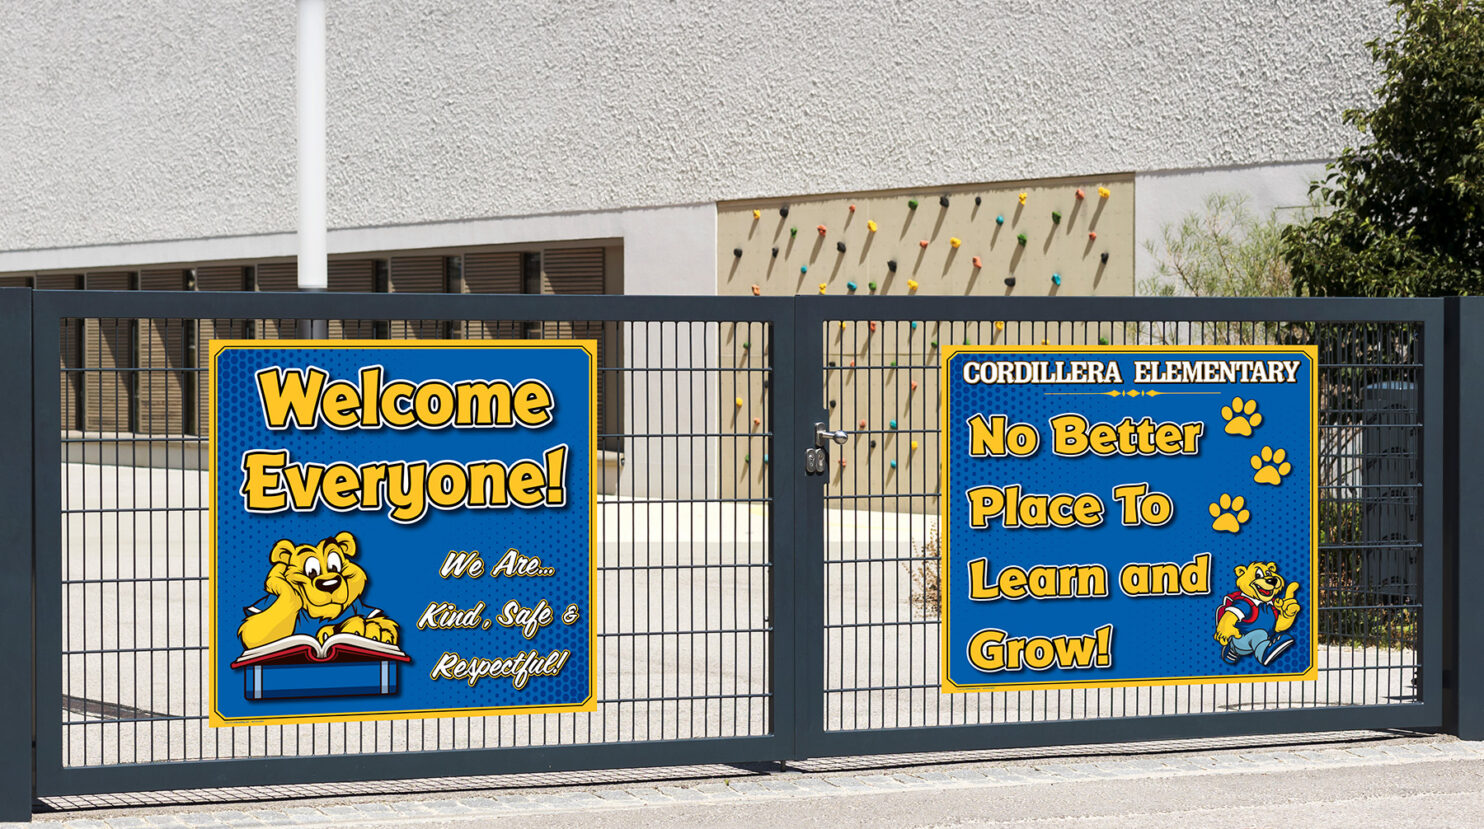 Welcome
Everyone!
We Are...
Kind, Safe &
Respectful!
CORDILLERA ELEMENTARY
No Better
Place To
Learn and
Grow!